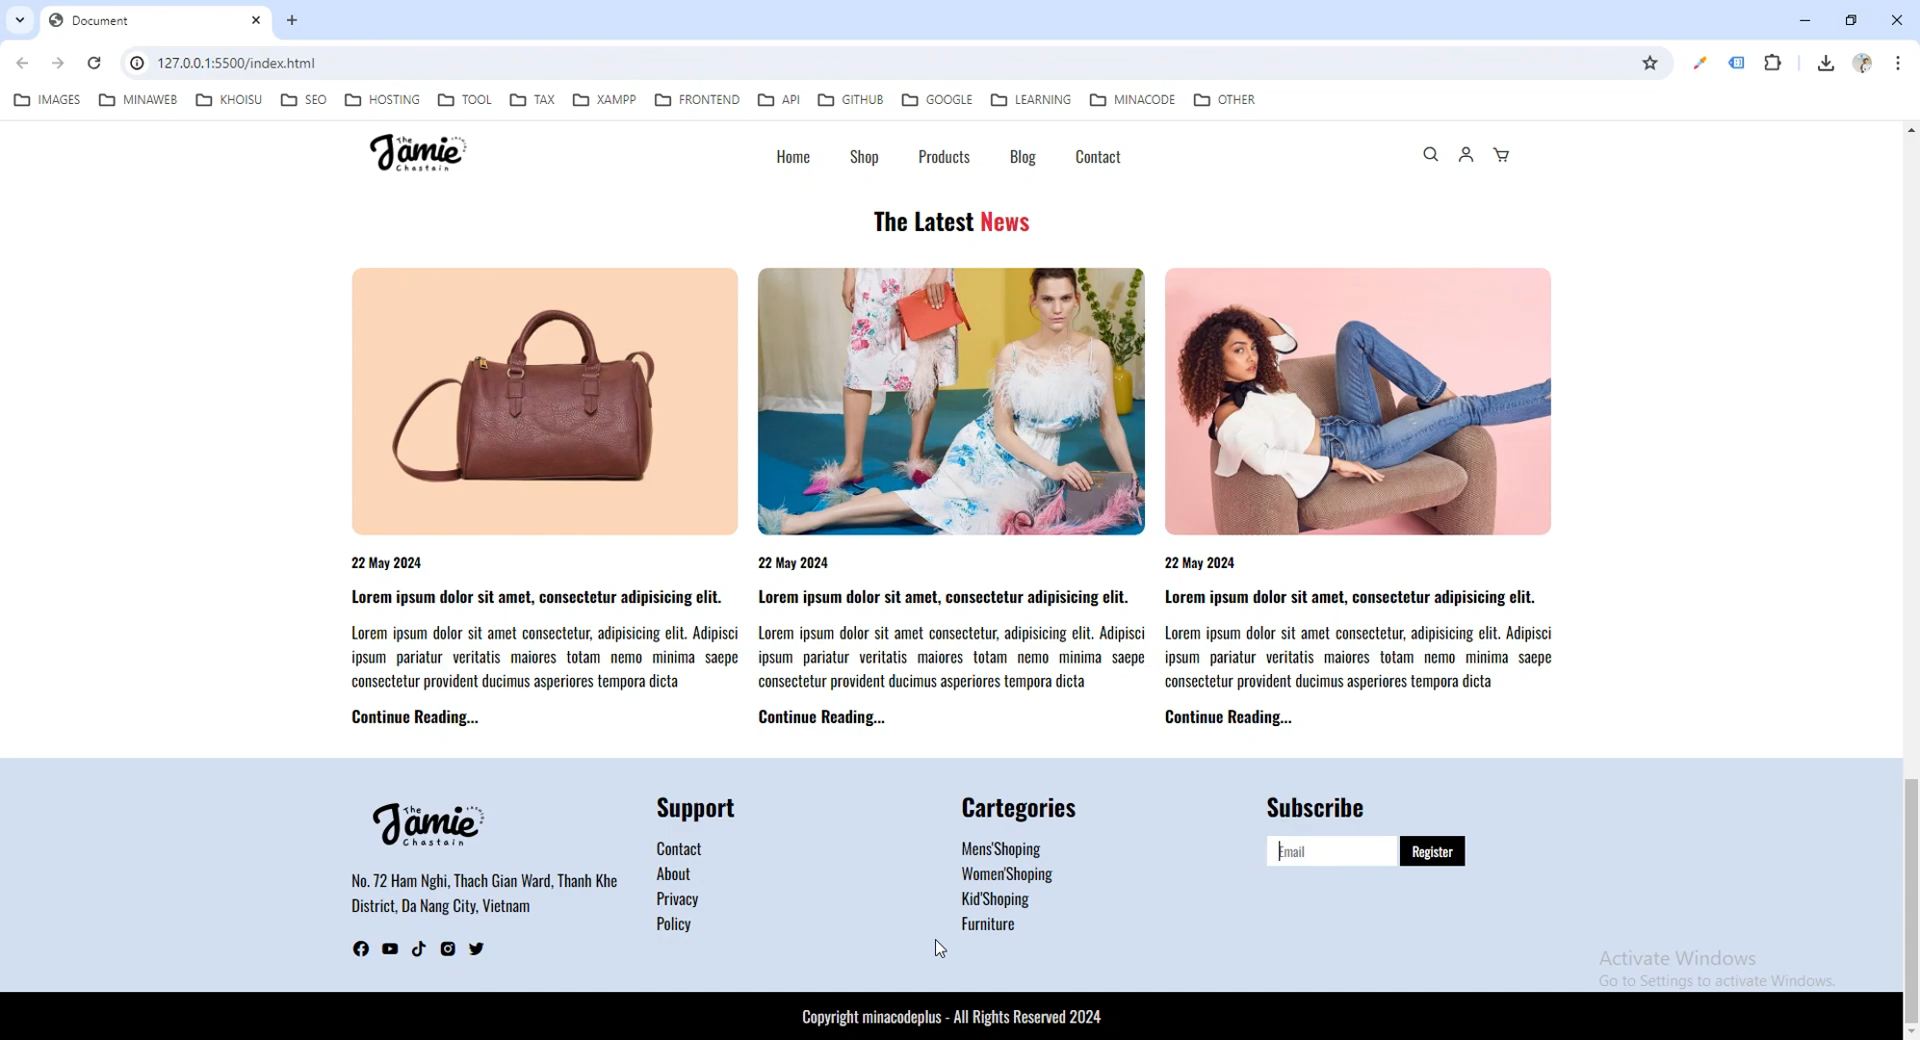 Document
127.0.0.1:5500/index.html
IMAGES MINAWEB KHOISU SEO HOSTING TOOL TAX XAMPP FRONTEND API GITHUB GOOGLE LEARNING MINACODE OTHER
The Jamie Chastain
Home Shop Products Blog Contact
The Latest News
22 May 2024
Lorem ipsum dolor sit amet, consectetur adipisicing elit.
Lorem ipsum dolor sit amet consectetur, adipisicing elit. Adipisci
ipsum pariatur veritatis maiores totam nemo minima saepe
consectetur provident ducimus asperiores tempora dicta
Continue Reading...
22 May 2024
Lorem ipsum dolor sit amet, consectetur adipisicing elit.
Lorem ipsum dolor sit amet consectetur, adipisicing elit. Adipisci
ipsum pariatur veritatis maiores totam nemo minima saepe
consectetur provident ducimus asperiores tempora dicta
Continue Reading...
22 May 2024
Lorem ipsum dolor sit amet, consectetur adipisicing elit.
Lorem ipsum dolor sit amet consectetur, adipisicing elit. Adipisci
ipsum pariatur veritatis maiores totam nemo minima saepe
consectetur provident ducimus asperiores tempora dicta
Continue Reading...
The Jamie Chastain
No. 72 Ham Nghi, Thach Gian Ward, Thanh Khe
District, Da Nang City, Vietnam
Support
Contact
About
Privacy
Policy
Cartegories
Mens'Shoping
Women'Shoping
Kid'Shoping
Furniture
Subscribe
Email Register
Activate Windows
Go to Settings to activate Windows.
Copyright minacodeplus - All Rights Reserved 2024